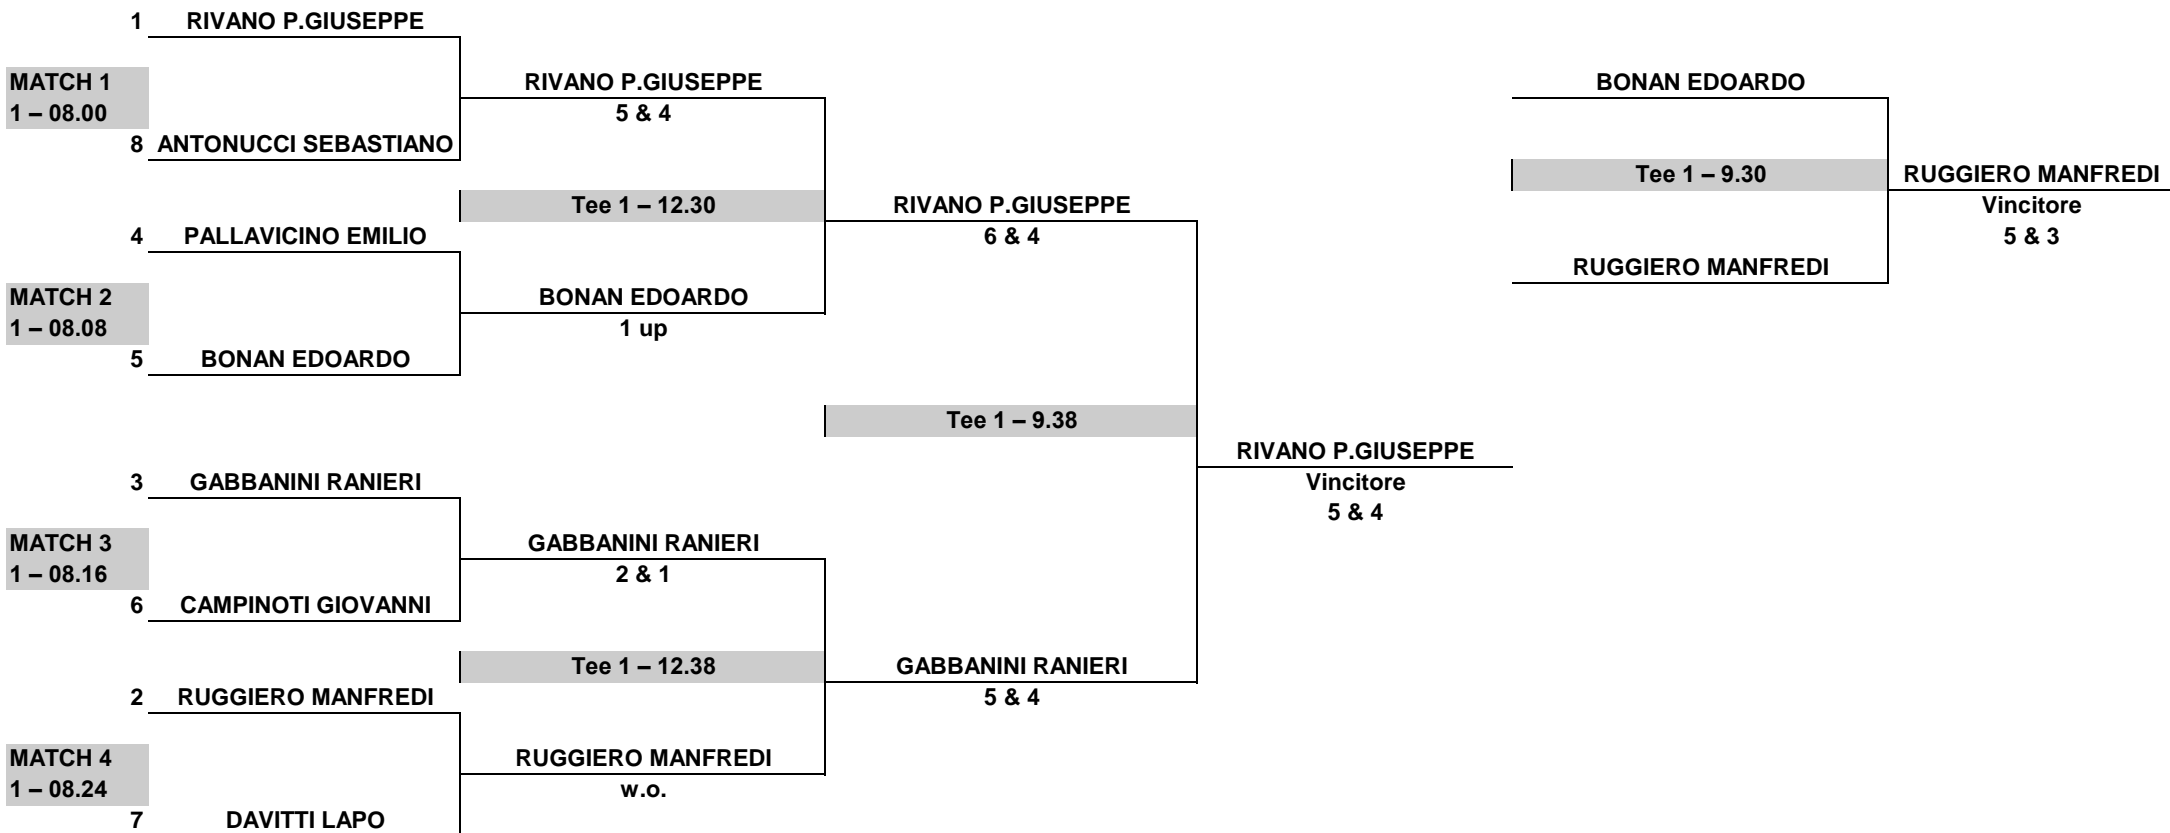 1 RIVANO P.GIUSEPPE
MATCH 1 RIVANO P.GIUSEPPE BONAN EDOARDO
1 – 08.00 5 & 4
8 ANTONUCCI SEBASTIANO
Tee 1 – 9.30 RUGGIERO MANFREDI
Tee 1 – 12.30 RIVANO P.GIUSEPPE Vincitore
4 PALLAVICINO EMILIO 6 & 4 5 & 3
RUGGIERO MANFREDI
MATCH 2 BONAN EDOARDO
1 – 08.08 1 up
5 BONAN EDOARDO
Tee 1 – 9.38
RIVANO P.GIUSEPPE
3 GABBANINI RANIERI Vincitore
5 & 4
MATCH 3 GABBANINI RANIERI
1 – 08.16 2 & 1
6 CAMPINOTI GIOVANNI
Tee 1 – 12.38 GABBANINI RANIERI
2 RUGGIERO MANFREDI 5 & 4
MATCH 4 RUGGIERO MANFREDI
1 – 08.24 w.o.
7 DAVITTI LAPO